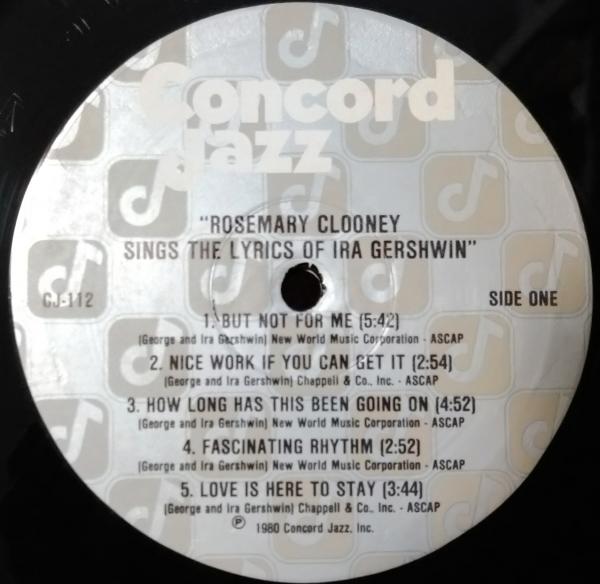 Concord
Jazz
"ROSEMARY CLOONEY
SINGS THE LYRICS OF IRA GERSHWIN"
CJ-112
SIDE ONE
1. BUT NOT FOR ME (5:42)
(George and Ira Gershwin) New World Music Corporation - ASCAP
2. NICE WORK IF YOU CAN GET IT (2:54)
(George and Ira Gershwin) Chappell & Co., Inc. - ASCAP
3. HOW LONG HAS THIS BEEN GOING ON (4:52)
(George and Ira Gershwin) New World Music Corporation - ASCAP
4. FASCINATING RHYTHM (2:52)
(George and Ira Gershwin) New World Music Corporation - ASCAP
5. LOVE IS HERE TO STAY (3:44)
(George and Ira Gershwin) Chappell & Co., Inc. - ASCAP
℗ 1980 Concord Jazz, Inc.